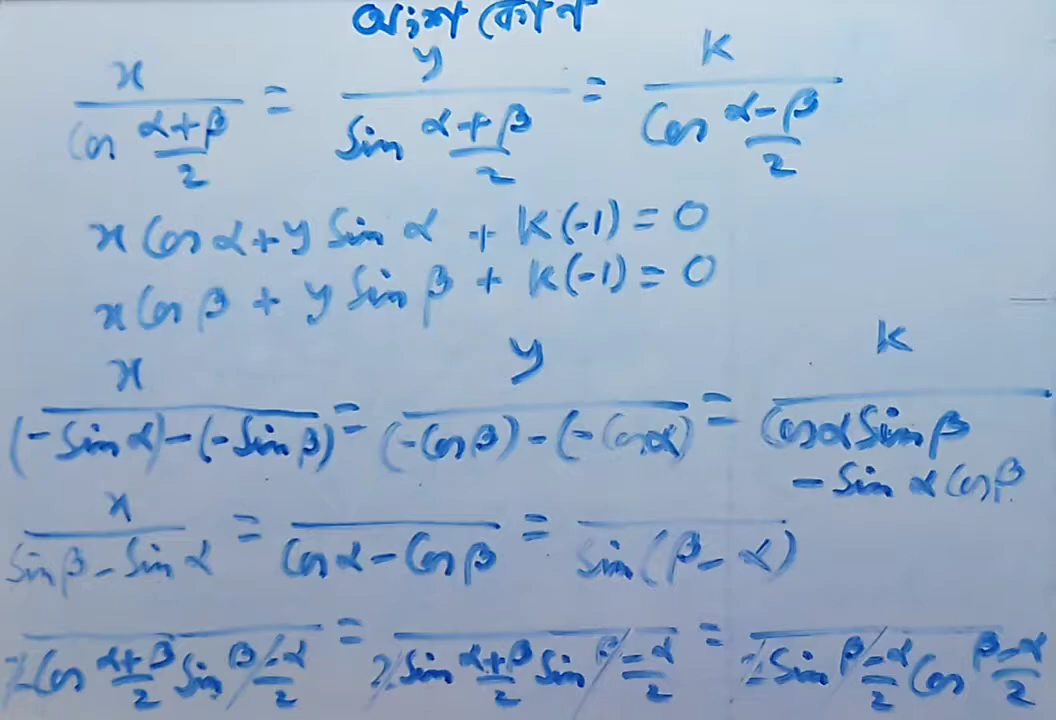 প্রমাণ কর যে
x / Cos (α+β)/2 = y / Sin (α+β)/2 = k / Cos (α-β)/2
x Cos α + y Sin α + k(-1) = 0
x Cos β + y Sin β + k(-1) = 0
x / (-Sin α)-(-Sin β) = y / (-Cos β)-(-Cos α) = k / Cos α Sin β - Sin α Cos β
x / Sin β - Sin α = / Cos α - Cos β = / Sin (β - α)
/ 2 Cos (α+β)/2 Sin (β-α)/2 = / 2 Sin (α+β)/2 Sin (β-α)/2 = / 2 Sin (β-α)/2 Cos (β-α)/2